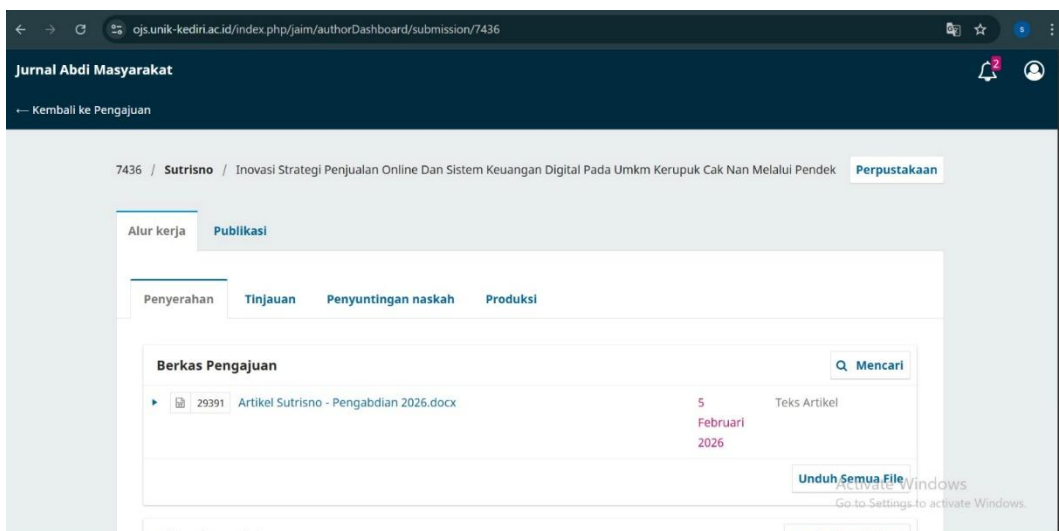 ojs.unik-kediri.ac.id/index.php/jaim/authorDashboard/submission/7436
S
Jurnal Abdi Masyarakat
2
← Kembali ke Pengajuan
7436 / Sutrisno / Inovasi Strategi Penjualan Online Dan Sistem Keuangan Digital Pada Umkm Kerupuk Cak Nan Melalui Pendek
Perpustakaan
Alur kerja Publikasi
Penyerahan Tinjauan Penyuntingan naskah Produksi
Berkas Pengajuan
Mencari
29391 Artikel Sutrisno - Pengabdian 2026.docx
5
Februari
2026
Teks Artikel
Unduh Semua File
Activate Windows
Go to Settings to activate Windows.